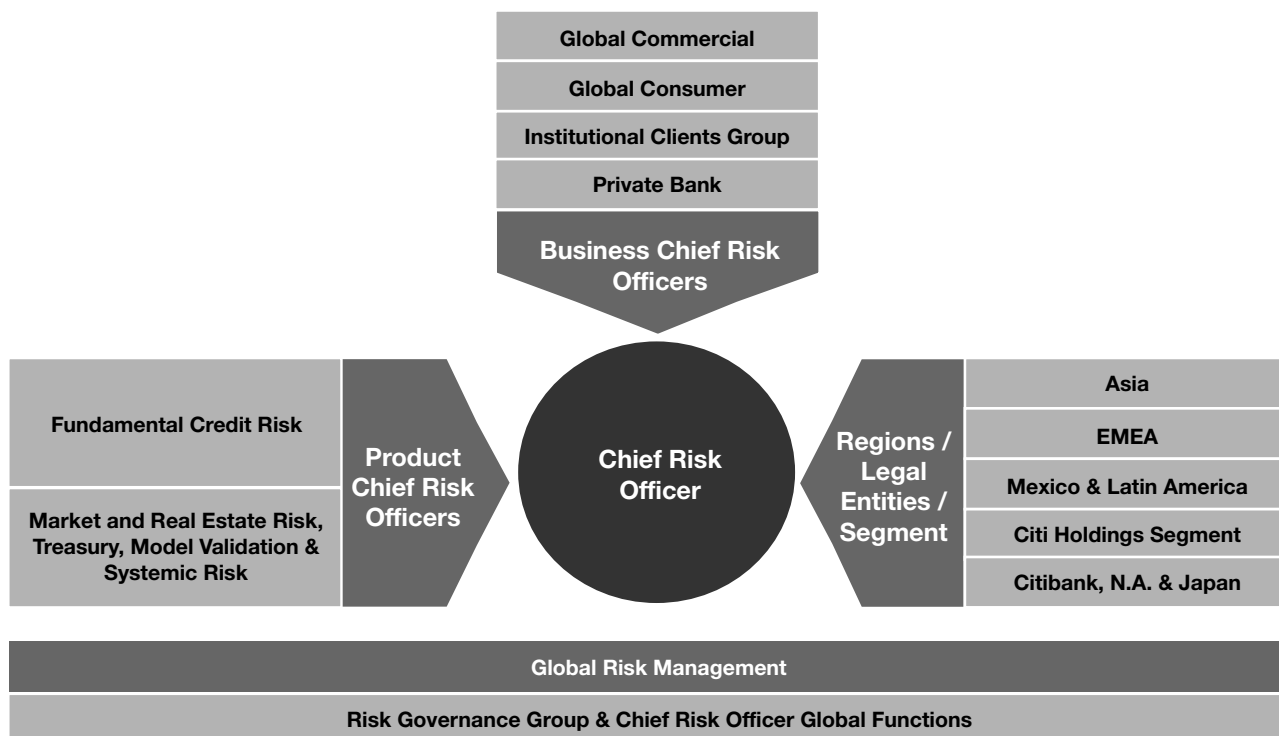 Global Commercial
Global Consumer
Institutional Clients Group
Private Bank
Business Chief Risk
Officers
Fundamental Credit Risk
Market and Real Estate Risk,
Treasury, Model Validation &
Systemic Risk
Product
Chief Risk
Officers
Chief Risk
Officer
Regions /
Legal
Entities /
Segment
Asia
EMEA
Mexico & Latin America
Citi Holdings Segment
Citibank, N.A. & Japan
Global Risk Management
Risk Governance Group & Chief Risk Officer Global Functions